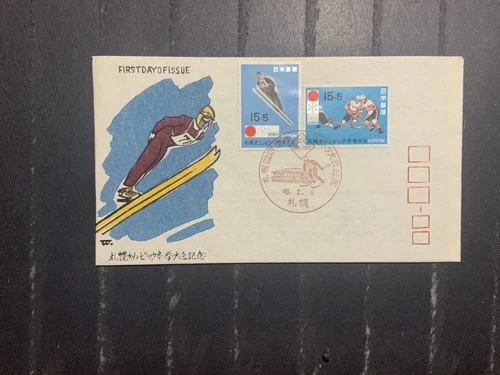 FIRST DAY OF ISSUE
日本郵便
15+5
札幌オリンピック冬季大会
日本郵便
15+5
札幌オリンピック冬季大会 NIPPON
46.2.6
札幌
札幌オリンピック冬季大会記念